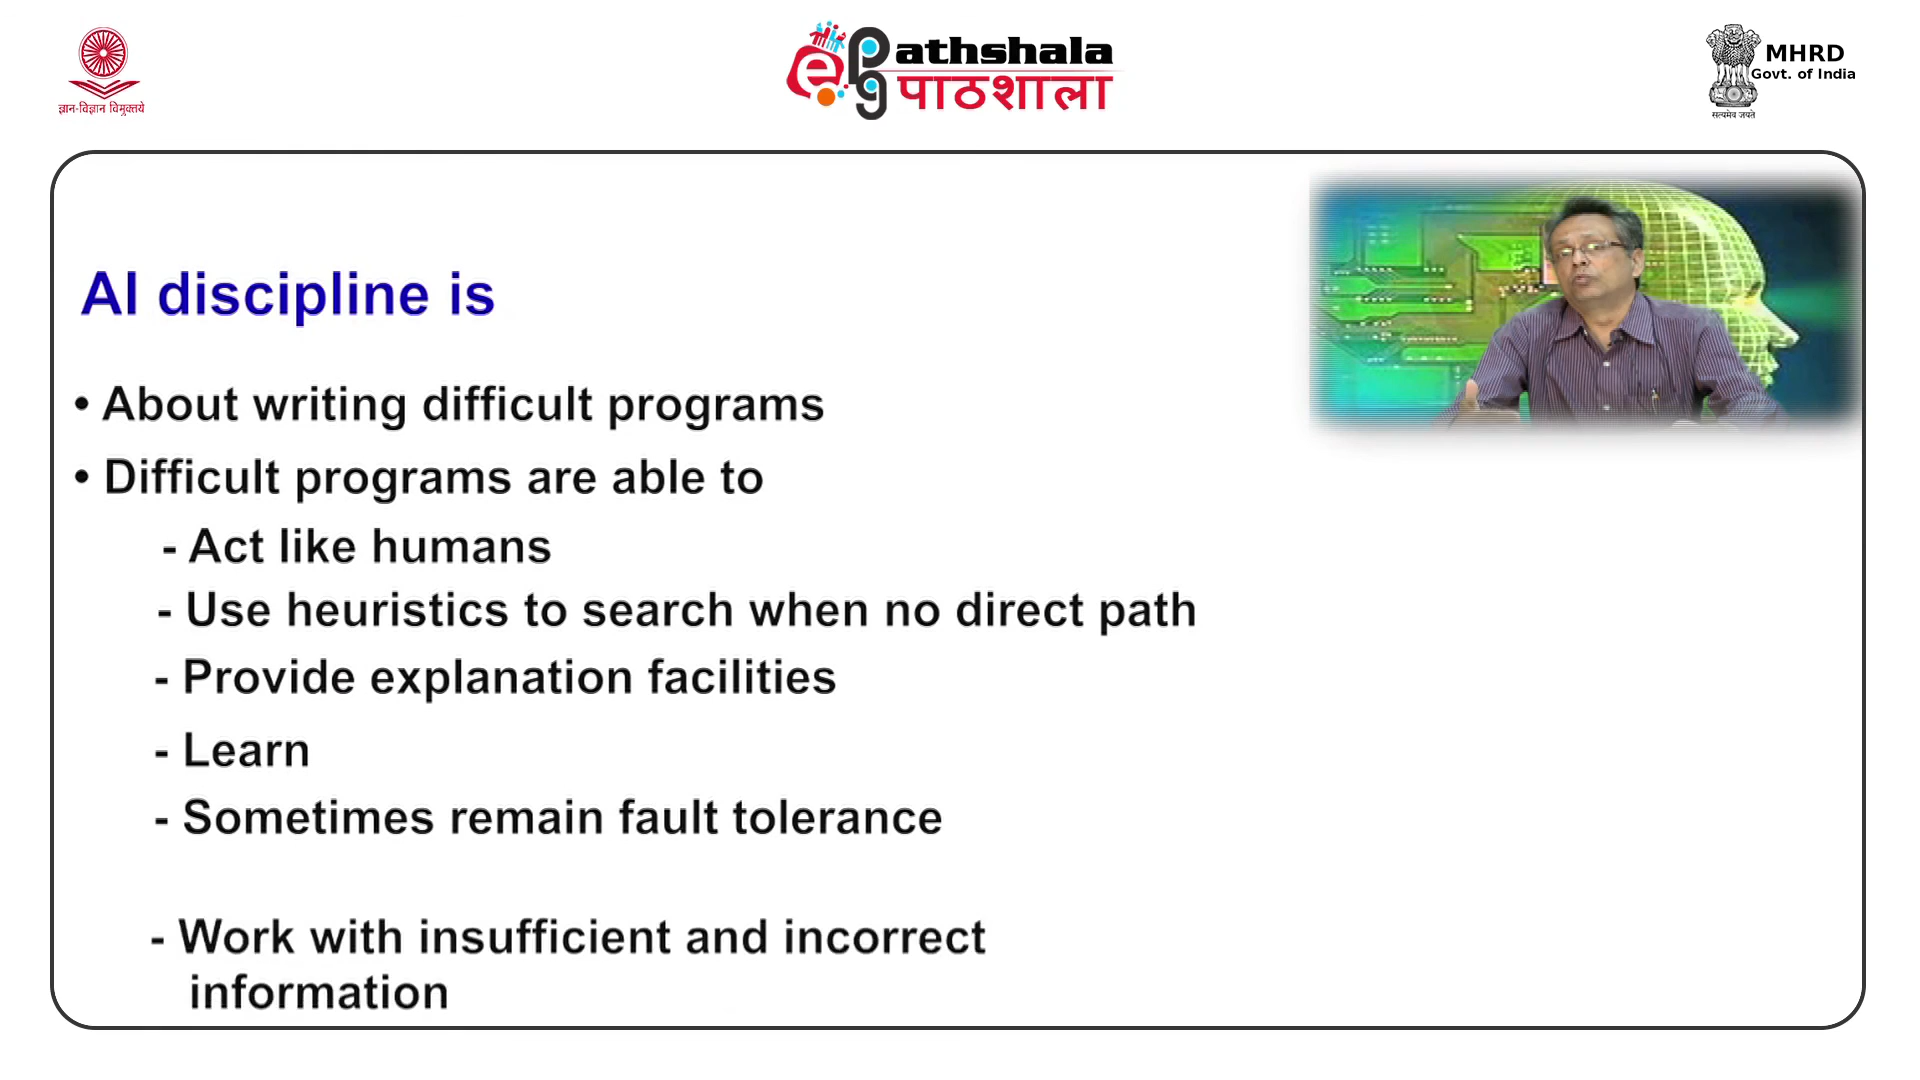 ज्ञान-विज्ञान विमुक्तये
ePg
athshala
पाठशाला
MHRD
Govt. of India
सत्यमेव जयते
AI discipline is
• About writing difficult programs
• Difficult programs are able to
- Act like humans
- Use heuristics to search when no direct path
- Provide explanation facilities
- Learn
- Sometimes remain fault tolerance
- Work with insufficient and incorrect
information